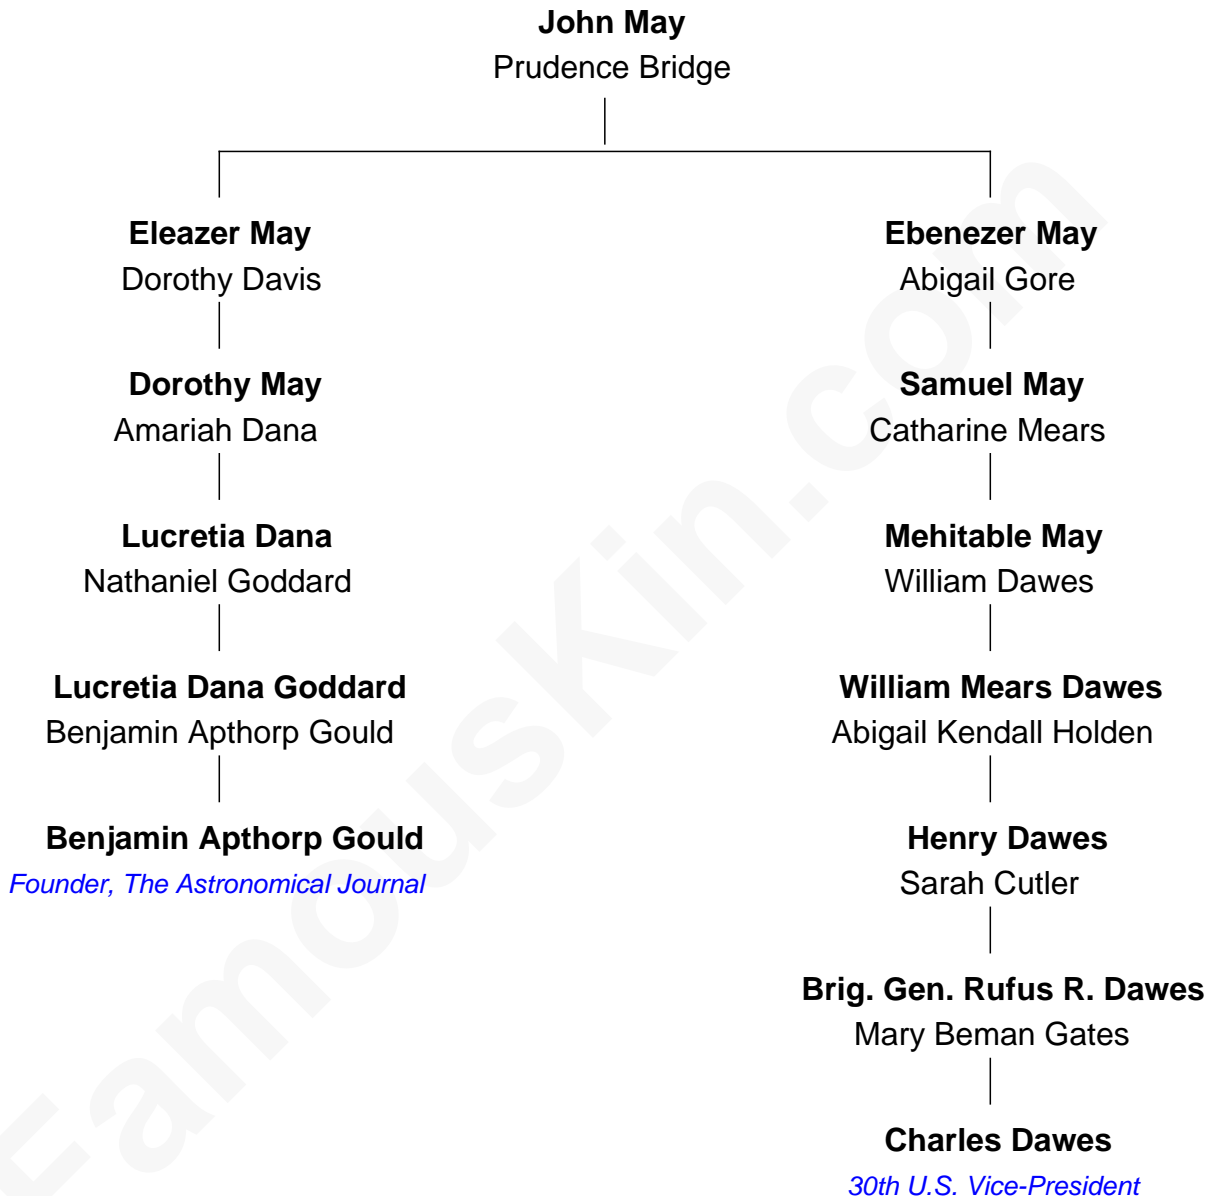 John May
Prudence Bridge
Eleazer May
Dorothy Davis
Dorothy May
Amariah Dana
Lucretia Dana
Nathaniel Goddard
Lucretia Dana Goddard
Benjamin Apthorp Gould
Benjamin Apthorp Gould
Founder, The Astronomical Journal
Ebenezer May
Abigail Gore
Samuel May
Catharine Mears
Mehitable May
William Dawes
William Mears Dawes
Abigail Kendall Holden
Henry Dawes
Sarah Cutler
Brig. Gen. Rufus R. Dawes
Mary Beman Gates
Charles Dawes
30th U.S. Vice-President
FamousKin.com